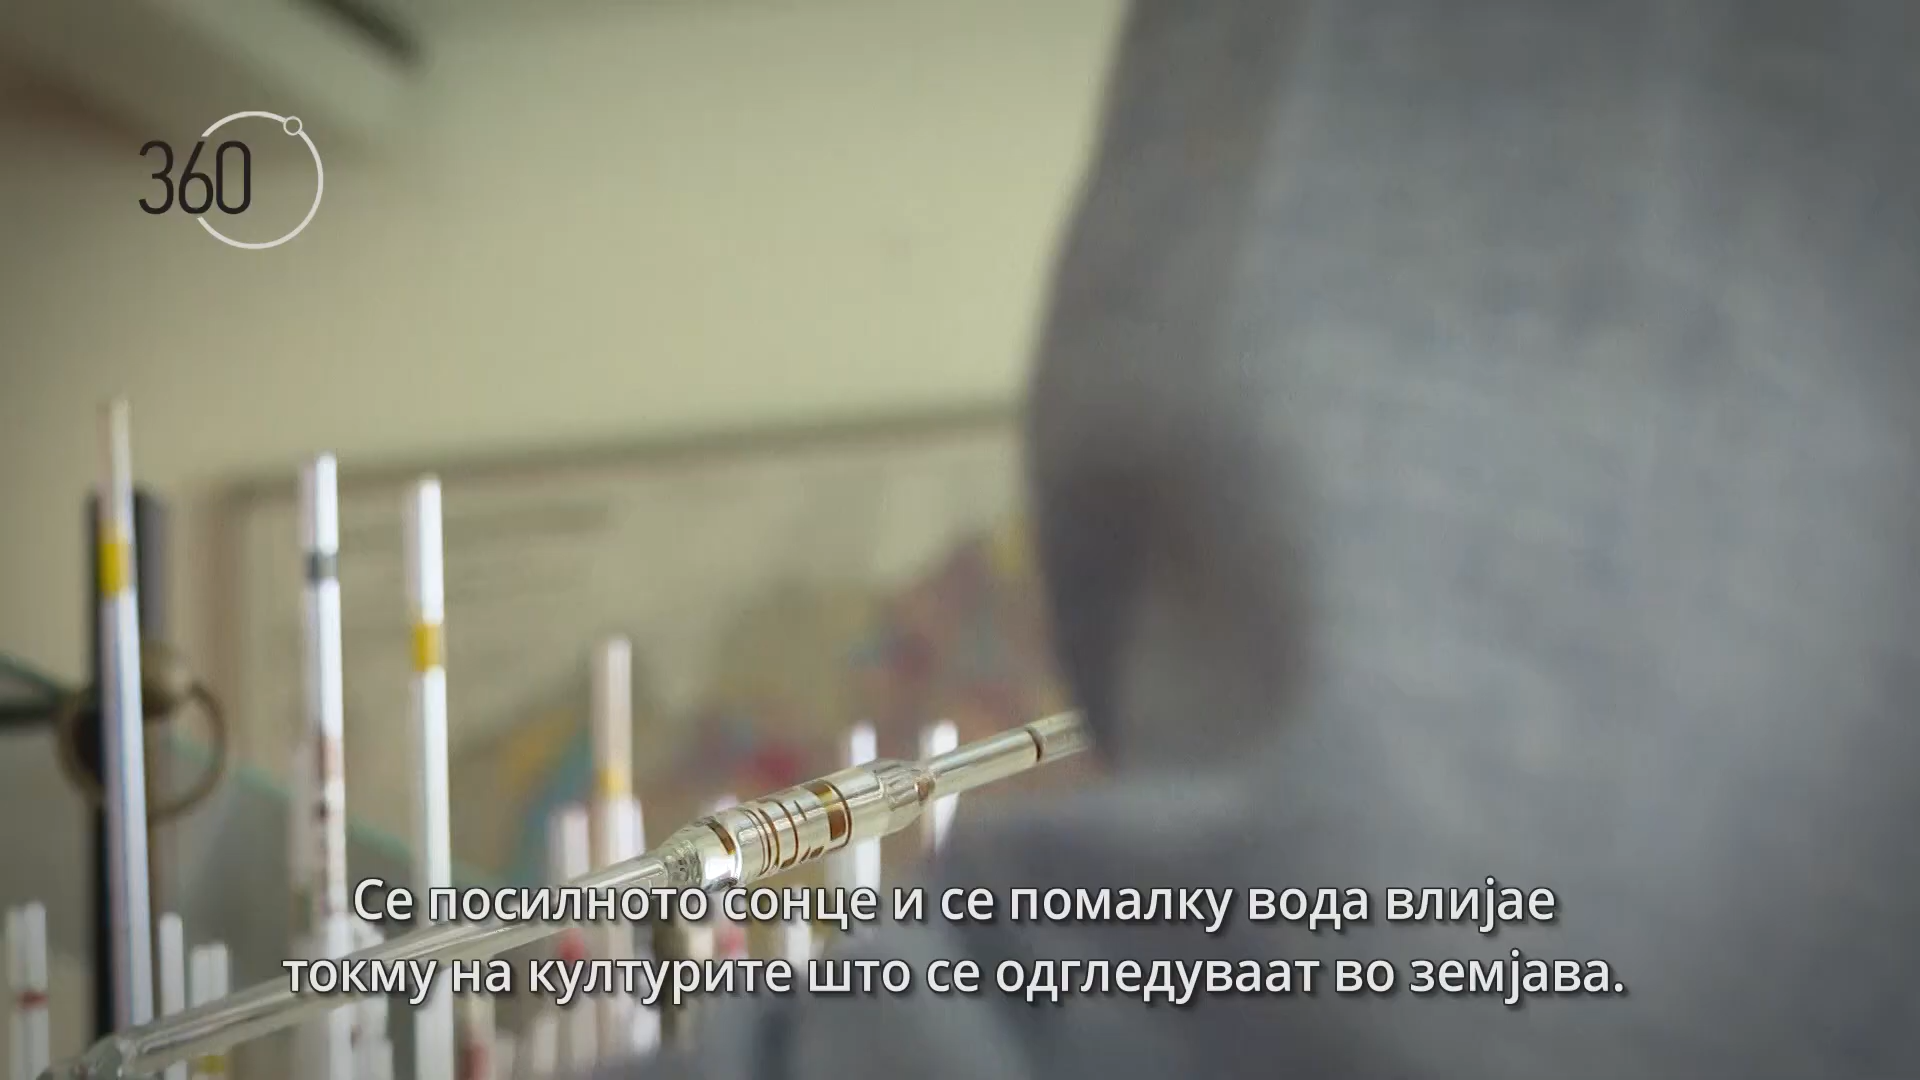 360
Се посилното сонце и се помалку вода влијае
токму на културите што се одгледуваат во земјава.